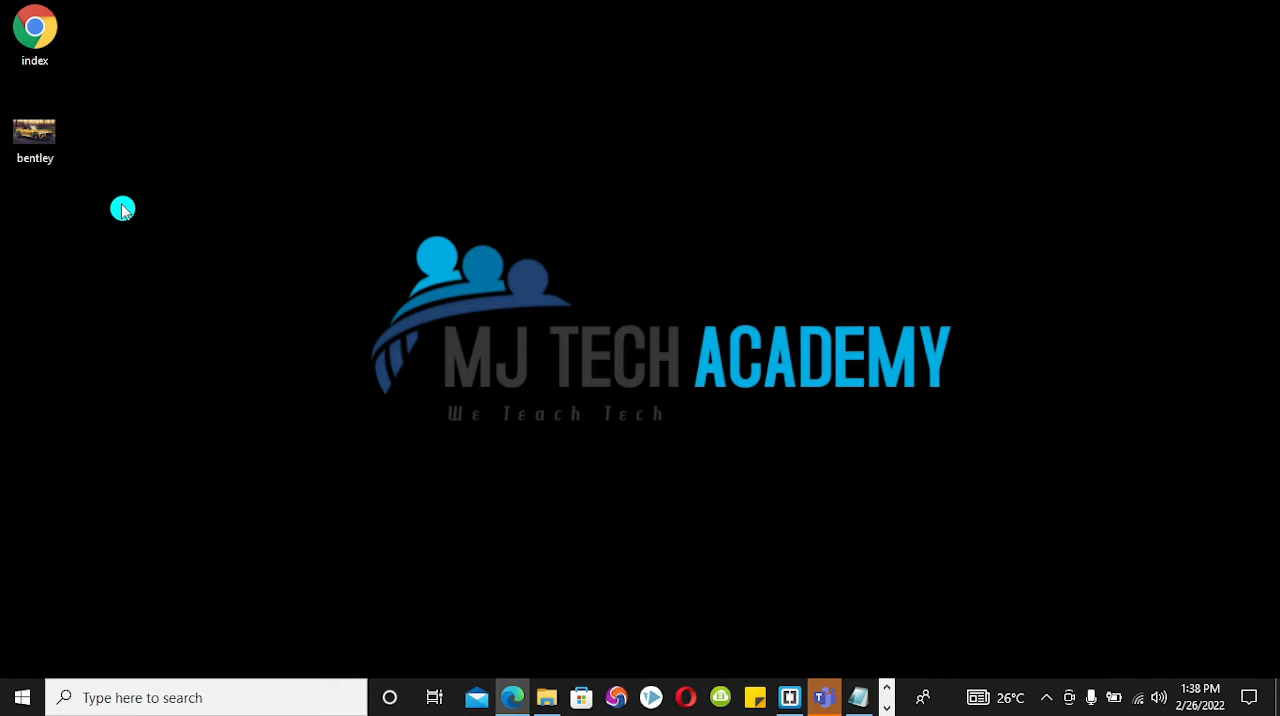 index
bentley
MJ TECH ACADEMY
We Teach Tech
Type here to search
26°C
1:38 PM
2/26/2022